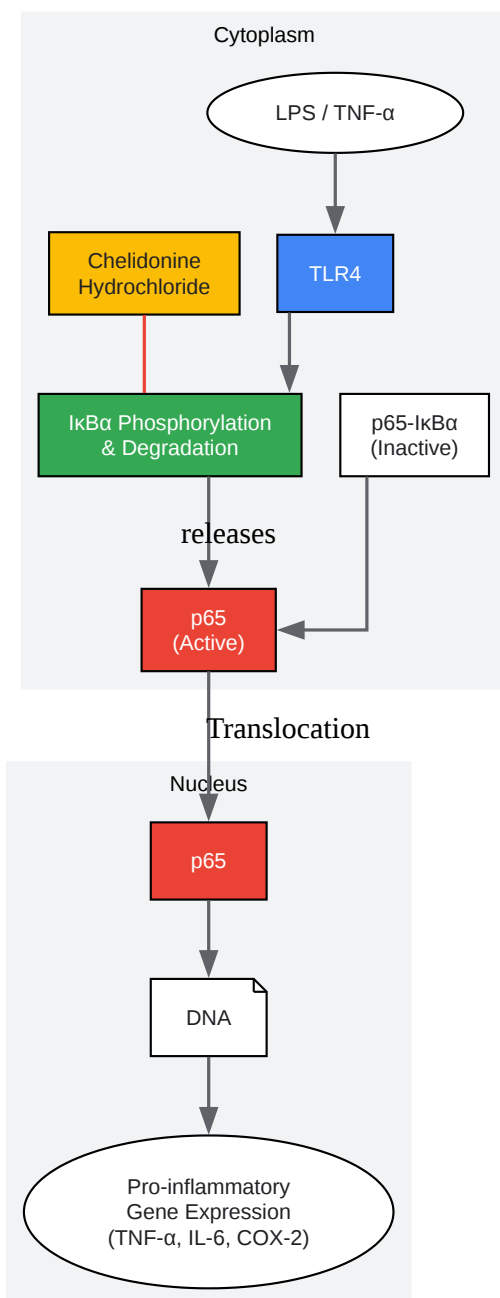 Cytoplasm
LPS / TNF-α
TLR4
Chelidonine
Hydrochloride
IκBα Phosphorylation
& Degradation
p65-IκBα
(Inactive)
releases
p65
(Active)
Translocation
Nucleus
p65
DNA
Pro-inflammatory
Gene Expression
(TNF-α, IL-6, COX-2)